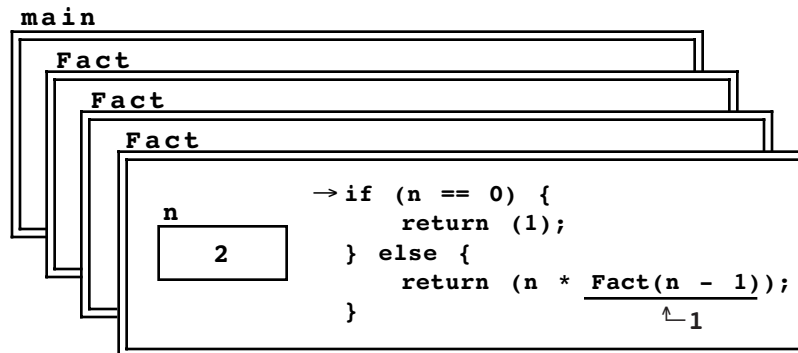 main
Fact
Fact
Fact
→ if (n == 0) {
n
return (1);
2
} else {
return (n * Fact(n - 1));
}
1